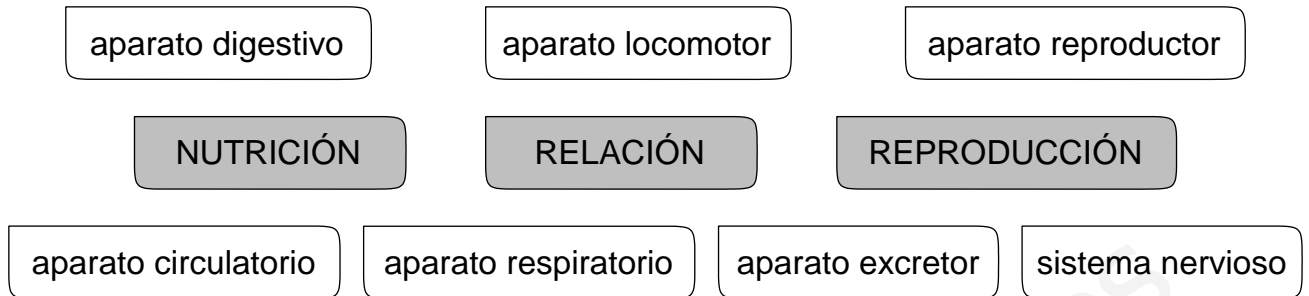 aparato digestivo aparato locomotor aparato reproductor
NUTRICIÓN RELACIÓN REPRODUCCIÓN
aparato circulatorio aparato respiratorio aparato excretor sistema nervioso